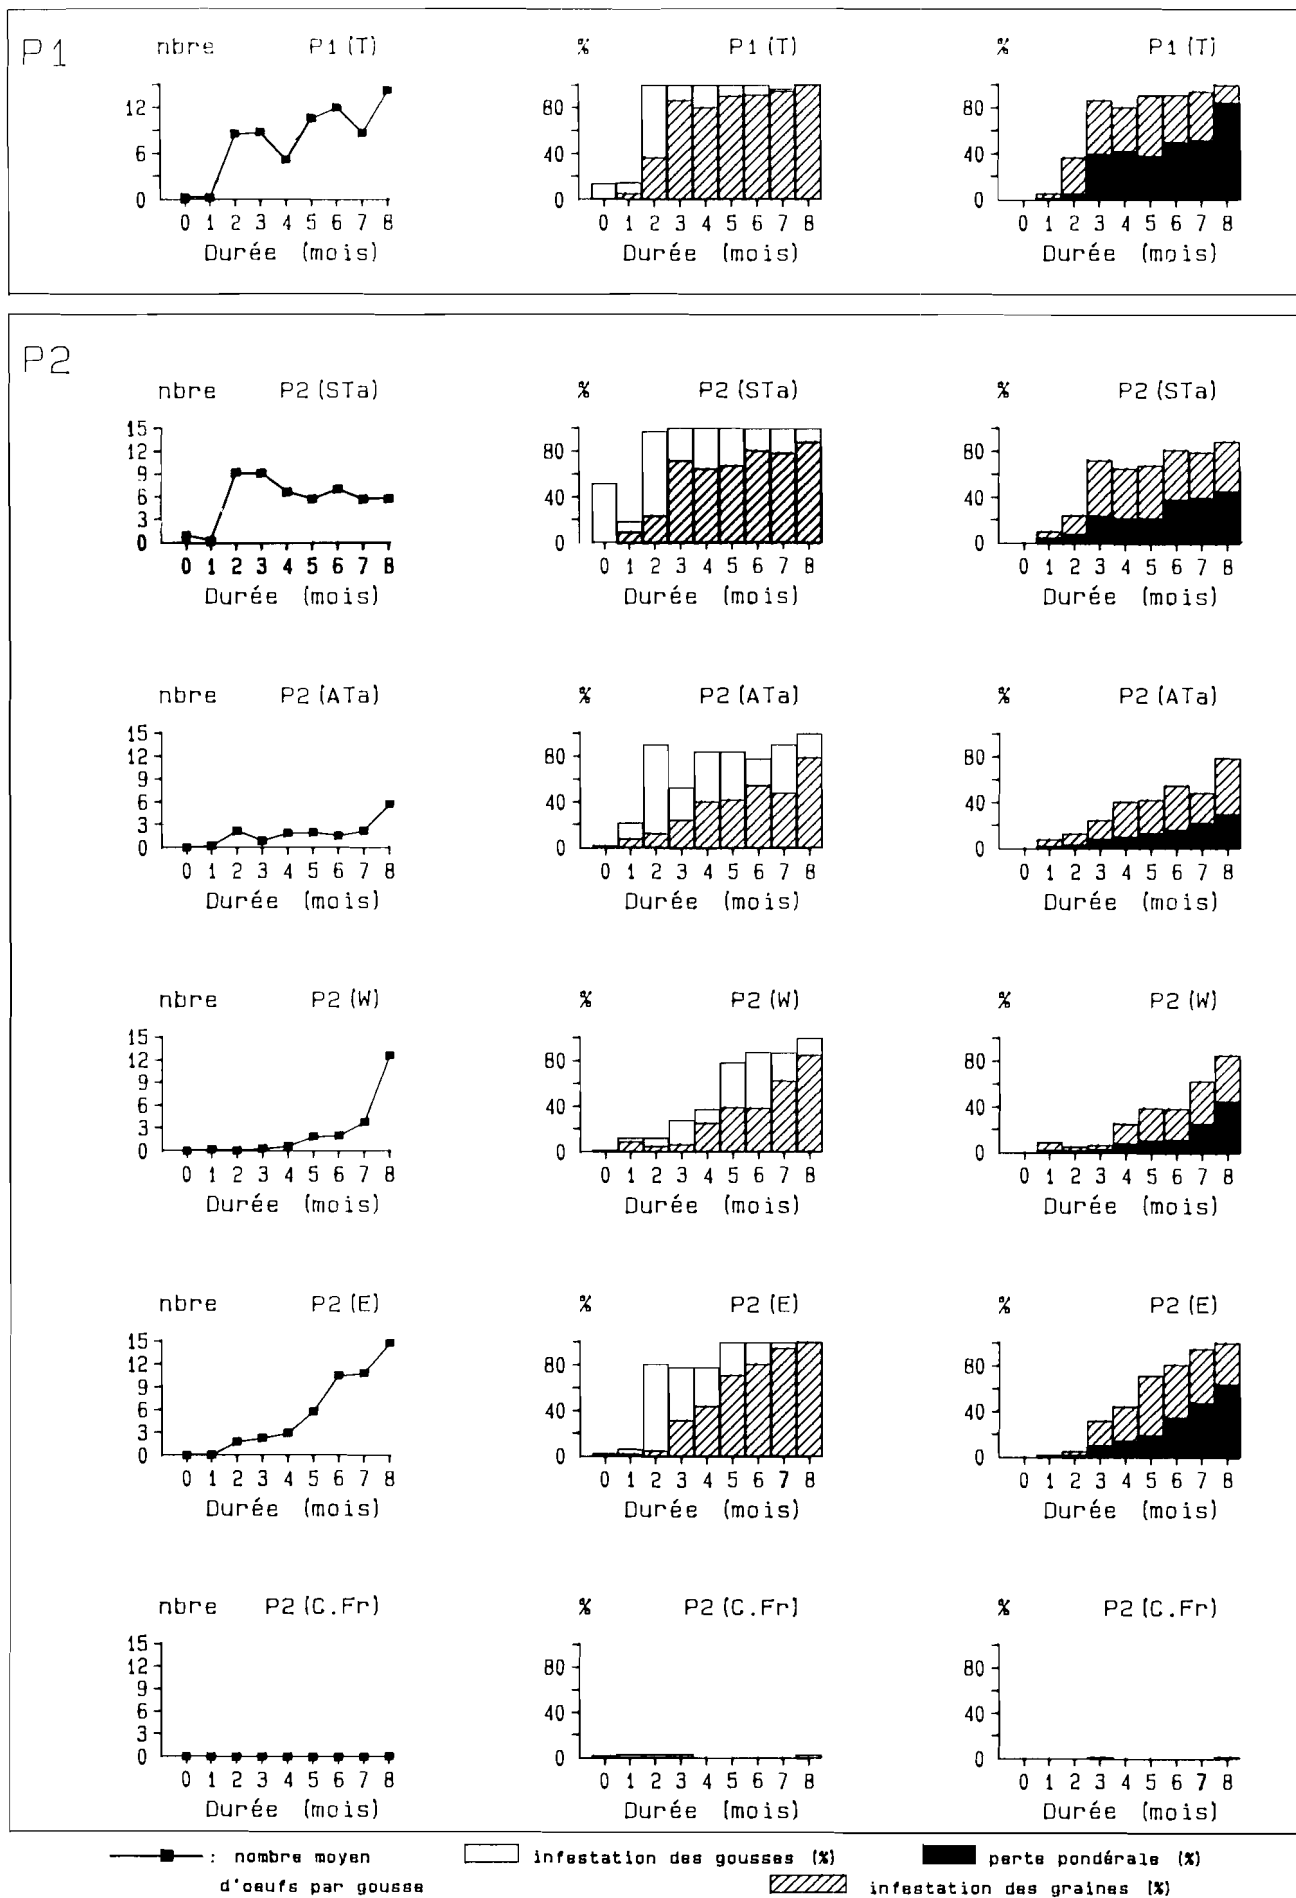 P1
nbre P1 (T) % P1 (T) % P1 (T)
12 80 80
6 40 40
0 0 0
0 1 2 3 4 5 6 7 8 0 1 2 3 4 5 6 7 8 0 1 2 3 4 5 6 7 8
Durée (mois) Durée (mois) Durée (mois)
P2
nbre P2 (STa) % P2 (STa) % P2 (STa)
15
12 80 80
9
6 40 40
3
0 0 0
0 1 2 3 4 5 6 7 8 0 1 2 3 4 5 6 7 8 0 1 2 3 4 5 6 7 8
Durée (mois) Durée (mois) Durée (mois)
nbre P2 (ATa) % P2 (ATa) % P2 (ATa)
15
12 80 80
9
6 40 40
3
0 0 0
0 1 2 3 4 5 6 7 8 0 1 2 3 4 5 6 7 8 0 1 2 3 4 5 6 7 8
Durée (mois) Durée (mois) Durée (mois)
nbre P2 (W) % P2 (W) % P2 (W)
15
12 80 80
9
6 40 40
3
0 0 0
0 1 2 3 4 5 6 7 8 0 1 2 3 4 5 6 7 8 0 1 2 3 4 5 6 7 8
Durée (mois) Durée (mois) Durée (mois)
nbre P2 (E) % P2 (E) % P2 (E)
15
12 80 80
9
6 40 40
3
0 0 0
0 1 2 3 4 5 6 7 8 0 1 2 3 4 5 6 7 8 0 1 2 3 4 5 6 7 8
Durée (mois) Durée (mois) Durée (mois)
nbre P2 (C.Fr) % P2 (C.Fr) % P2 (C.Fr)
15
12 80 80
9
6 40 40
3
0 0 0
0 1 2 3 4 5 6 7 8 0 1 2 3 4 5 6 7 8 0 1 2 3 4 5 6 7 8
Durée (mois) Durée (mois) Durée (mois)
: nombre moyen infestation des gousses (%) perte pondérale (%)
d'oeufs par gousse infestation des graines (%)